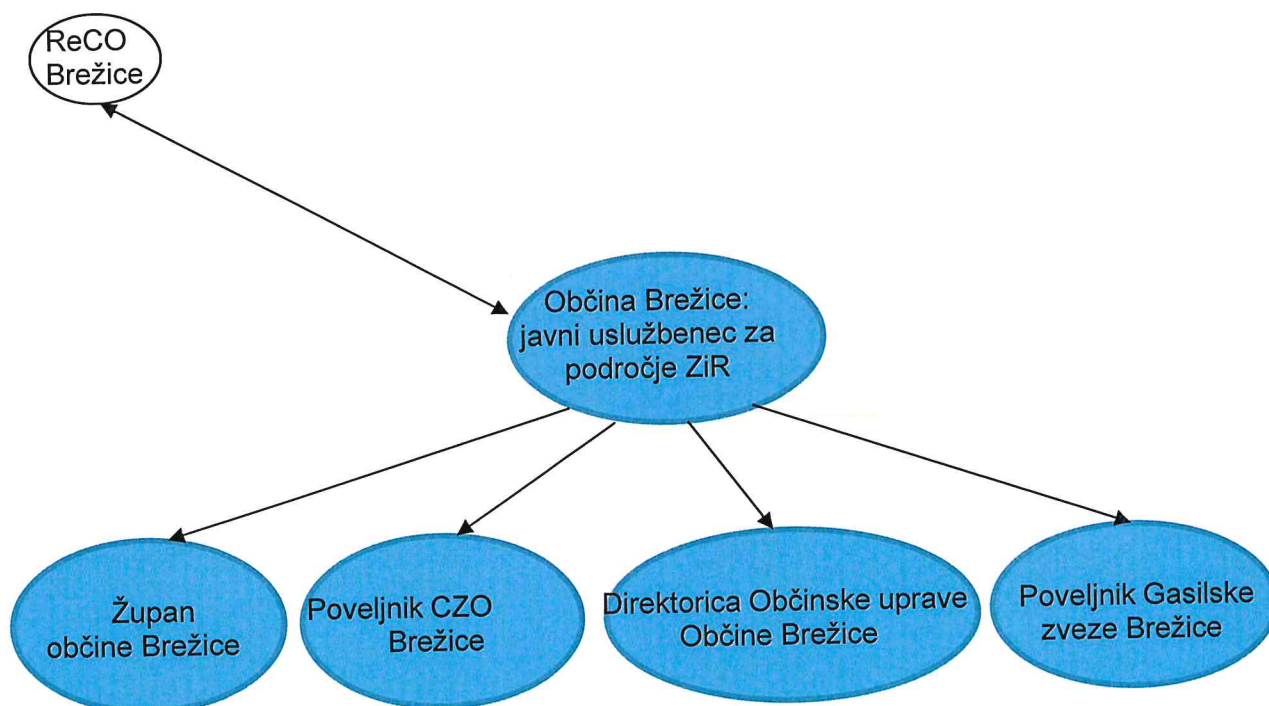 ReCO
Brežice
Občina Brežice:
javni uslužbenec za
področje ZiR
Župan
občine Brežice
Poveljnik CZO
Brežice
Direktorica Občinske uprave
Občine Brežice
Poveljnik Gasilske
zveze Brežice